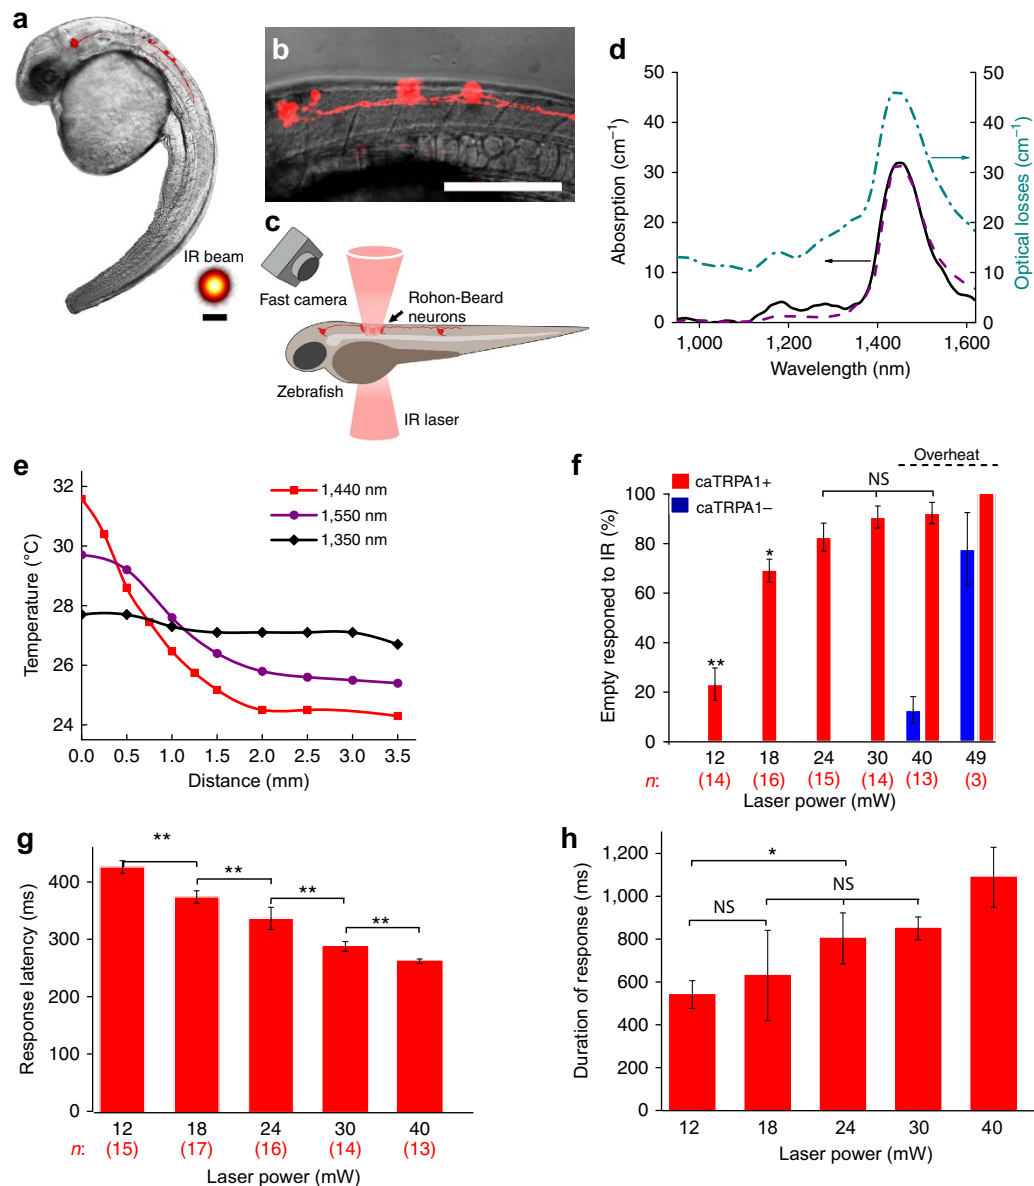 a
IR beam
b
c
Fast camera
Rohon-Beard
neurons
Zebrafish
IR laser
d
50
40
30
20
10
0
Abosrption (cm⁻¹)
50
40
30
20
10
0
Optical losses (cm⁻¹)
1,000 1,200 1,400 1,600
Wavelength (nm)
e
32
30
28
26
24
Temperature (°C)
1,440 nm
1,550 nm
1,350 nm
0.0 0.5 1.0 1.5 2.0 2.5 3.0 3.5
Distance (mm)
f
Overheat
caTRPA1+
caTRPA1–
NS
*
**
100
80
60
40
20
0
Empty responed to IR (%)
12 18 24 30 40 49
n: (14) (16) (15) (14) (13) (3)
Laser power (mW)
g
** ** ** **
400
300
200
100
0
Response latency (ms)
12 18 24 30 40
n: (15) (17) (16) (14) (13)
Laser power (mW)
h
*
NS
NS
1,200
1,000
800
600
400
200
0
Duration of response (ms)
12 18 24 30 40
Laser power (mW)